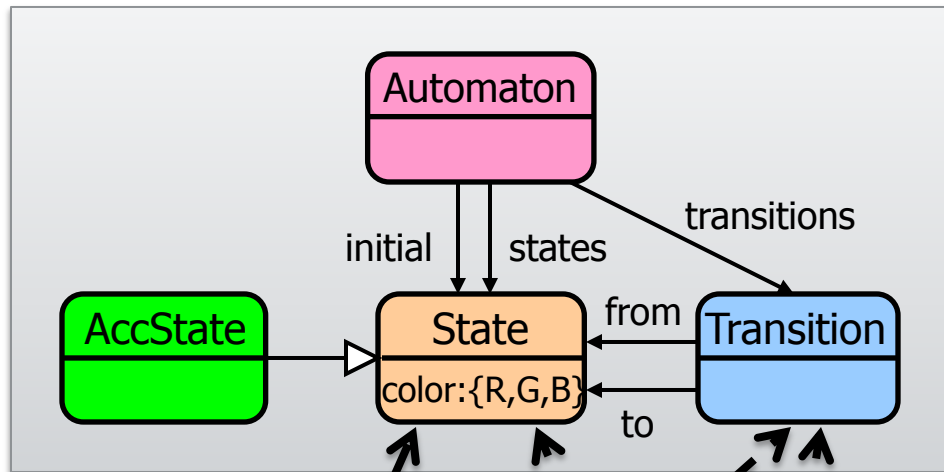 Automaton
transitions
initial
states
AccState
State
from
Transition
color:{R,G,B}
to